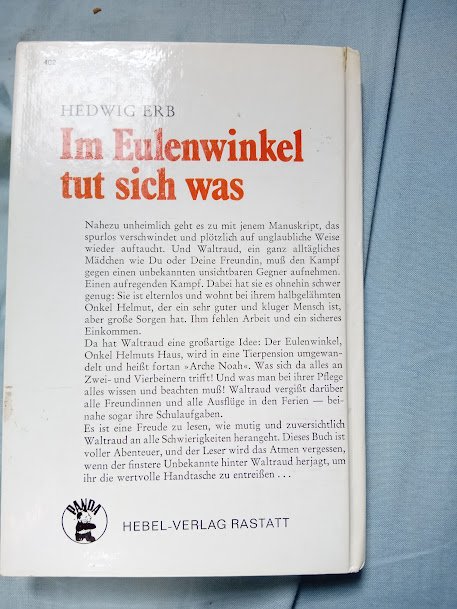 402
HEDWIG ERB
Im Eulenwinkel
tut sich was
Nahezu unheimlich geht es zu mit jenem Manuskript, das
spurlos verschwindet und plötzlich auf unglaubliche Weise
wieder auftaucht. Und Waltraud, ein ganz alltägliches
Mädchen wie Du oder Deine Freundin, muß den Kampf
gegen einen unbekannten unsichtbaren Gegner aufnehmen.
Einen aufregenden Kampf. Dabei hat sie es ohnehin schwer
genug: Sie ist elternlos und wohnt bei ihrem halbgelähmten
Onkel Helmut, der ein sehr guter und kluger Mensch ist,
aber große Sorgen hat. Ihm fehlen Arbeit und ein sicheres
Einkommen.
Da hat Waltraud eine großartige Idee: Der Eulenwinkel,
Onkel Helmuts Haus, wird in eine Tierpension umgewan-
delt und heißt fortan »Arche Noah«. Was sich da alles an
Zwei- und Vierbeinern trifft! Und was man bei ihrer Pflege
alles wissen und beachten muß! Waltraud vergißt darüber
alle Freundinnen und alle Ausflüge in den Ferien — bei-
nahe sogar ihre Schulaufgaben.
Es ist eine Freude zu lesen, wie mutig und zuversichtlich
Waltraud an alle Schwierigkeiten herangeht. Dieses Buch ist
voller Abenteuer, und der Leser wird das Atmen vergessen,
wenn der finstere Unbekannte hinter Waltraud herjagt, um
ihr die wertvolle Handtasche zu entreißen . . .
PANDA
HEBEL-VERLAG RASTATT